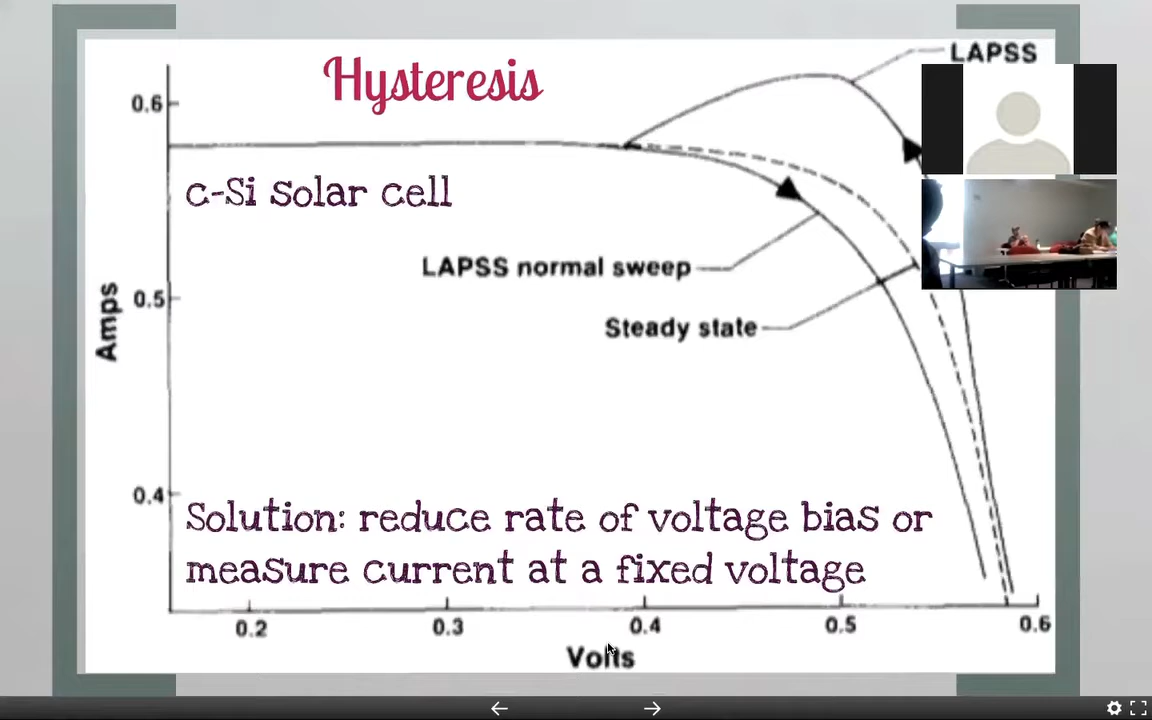 Hysteresis
LAPSS
0.6
c-Si solar cell
LAPSS normal sweep
Amps
0.5
Steady state
0.4
Solution: reduce rate of voltage bias or
measure current at a fixed voltage
0.2 0.3 0.4 0.5 0.6
Volts